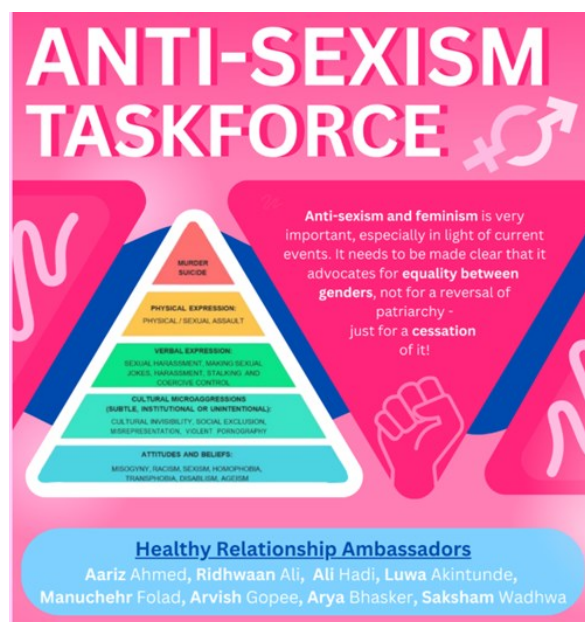 ANTI-SEXISM
TASKFORCE
Anti-sexism and feminism is very
important, especially in light of current
events. It needs to be made clear that it
advocates for equality between
genders, not for a reversal of
patriarchy -
just for a cessation
of it!
MURDER
SUICIDE
PHYSICAL EXPRESSION:
PHYSICAL / SEXUAL ASSAULT
VERBAL EXPRESSION:
SEXUAL HARASSMENT, MAKING SEXUAL
JOKES, HARASSMENT, STALKING AND
COERCIVE CONTROL
CULTURAL MICROAGGRESSIONS
(SUBTLE, INSTITUTIONAL OR UNINTENTIONAL):
CULTURAL INVISIBILITY, SOCIAL EXCLUSION,
MISREPRESENTATION, VIOLENT PORNOGRAPHY
ATTITUDES AND BELIEFS:
MISOGYNY, RACISM, SEXISM, HOMOPHOBIA,
TRANSPHOBIA, DISABLISM, AGEISM
Healthy Relationship Ambassadors
Aariz Ahmed, Ridhwaan Ali, Ali Hadi, Luwa Akintunde,
Manuchehr Folad, Arvish Gopee, Arya Bhasker, Saksham Wadhwa